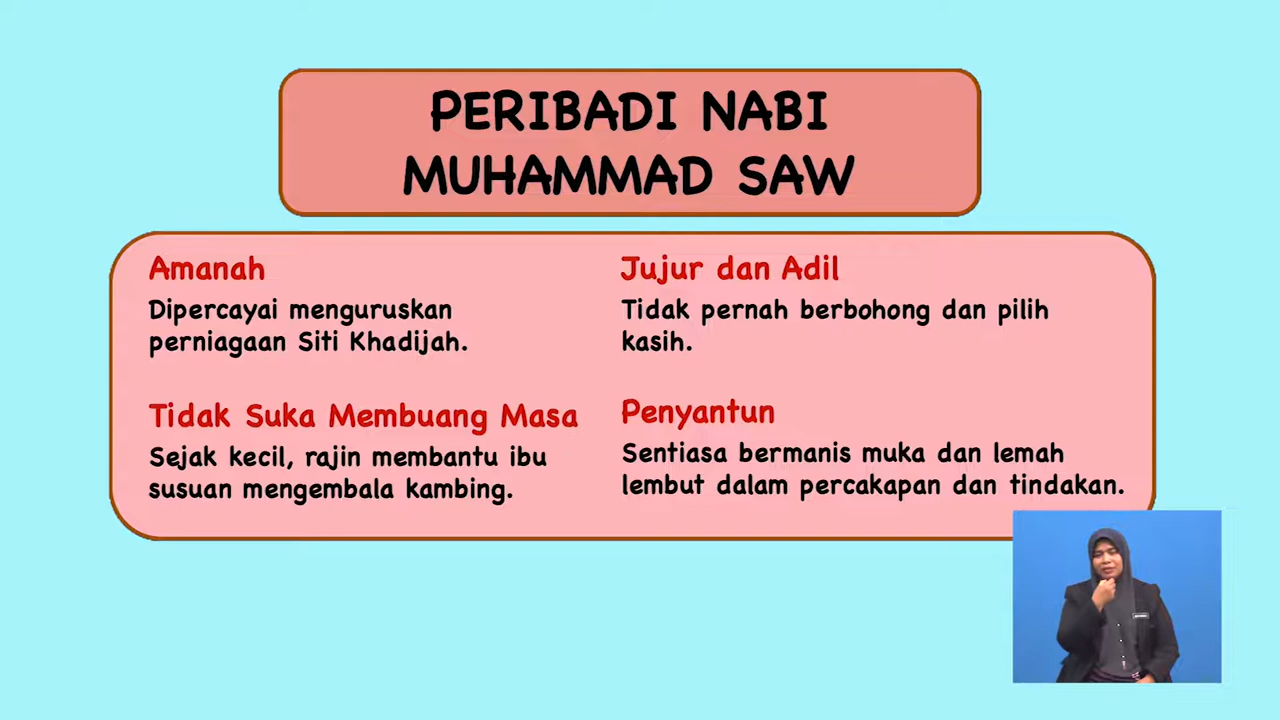 PERIBADI NABI
MUHAMMAD SAW
Amanah
Dipercayai menguruskan
perniagaan Siti Khadijah.
Tidak Suka Membuang Masa
Sejak kecil, rajin membantu ibu
susuan mengembala kambing.
Jujur dan Adil
Tidak pernah berbohong dan pilih
kasih.
Penyantun
Sentiasa bermanis muka dan lemah
lembut dalam percakapan dan tindakan.